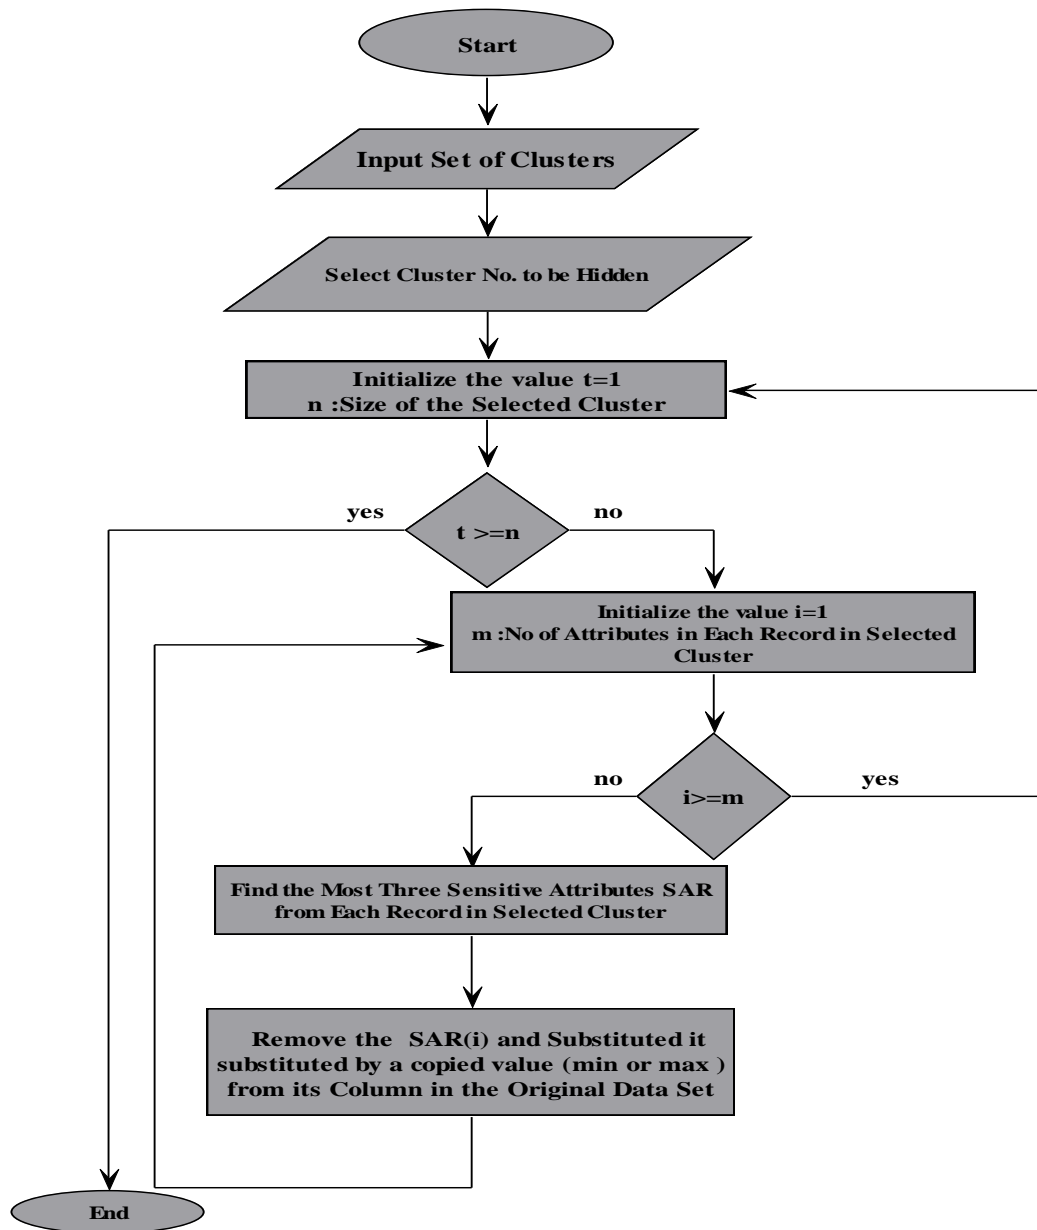 Start
Input Set of Clusters
Select Cluster No. to be Hidden
Initialize the value t=1
n :Size of the Selected Cluster
yes
no
t >=n
Initialize the value i=1
m :No of Attributes in Each Record in Selected
Cluster
no
yes
i>=m
Find the Most Three Sensitive Attributes SAR
from Each Record in Selected Cluster
Remove the SAR(i) and Substituted it
substituted by a copied value (min or max )
from its Column in the Original Data Set
End